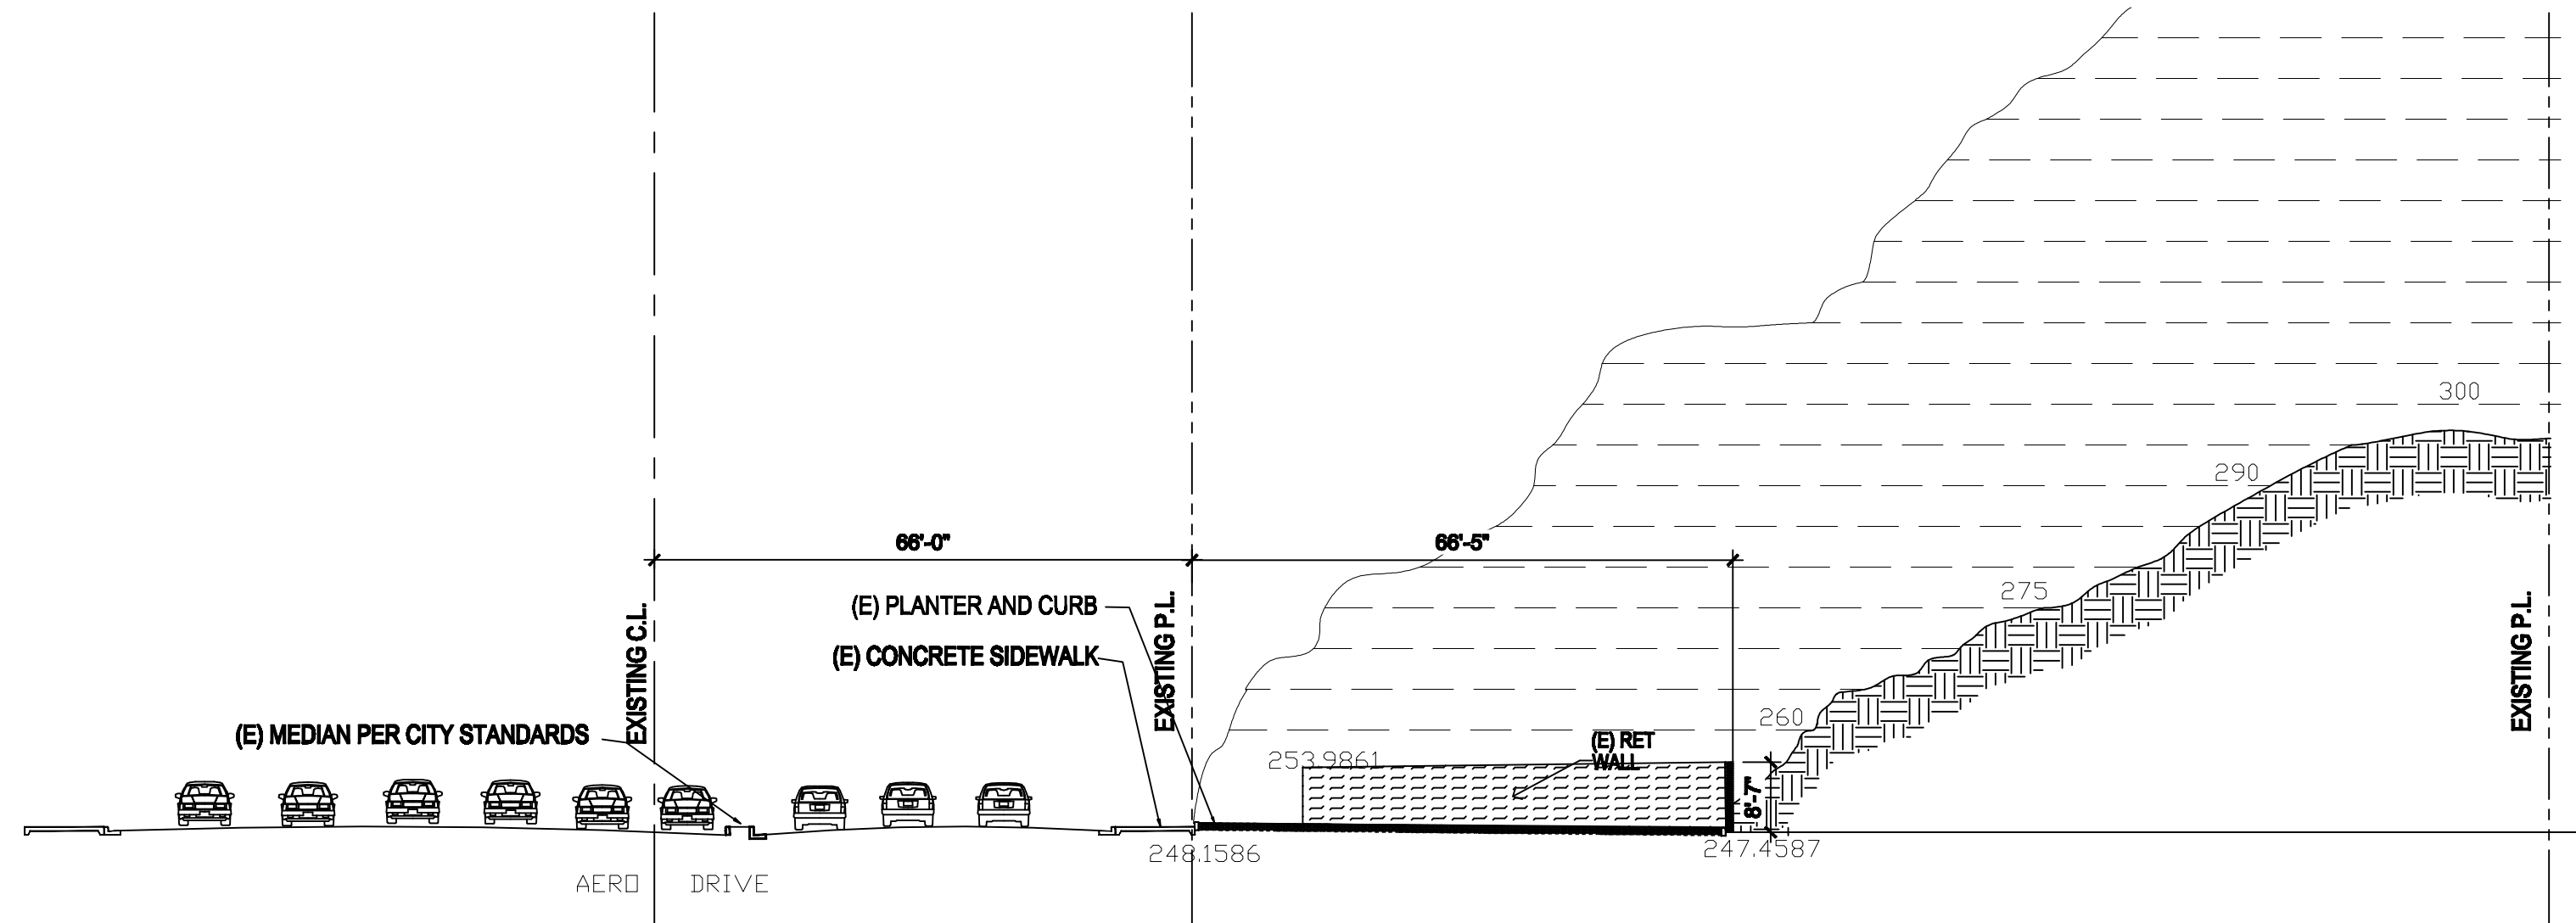 300
290
66'-0"
66'-5"
275
(E) PLANTER AND CURB
(E) CONCRETE SIDEWALK
EXISTING C.L.
EXISTING P.L.
EXISTING P.L.
260
(E) MEDIAN PER CITY STANDARDS
(E) RET
WALL
253.9861
8'-7"
248.1586
247.4587
AERO DRIVE